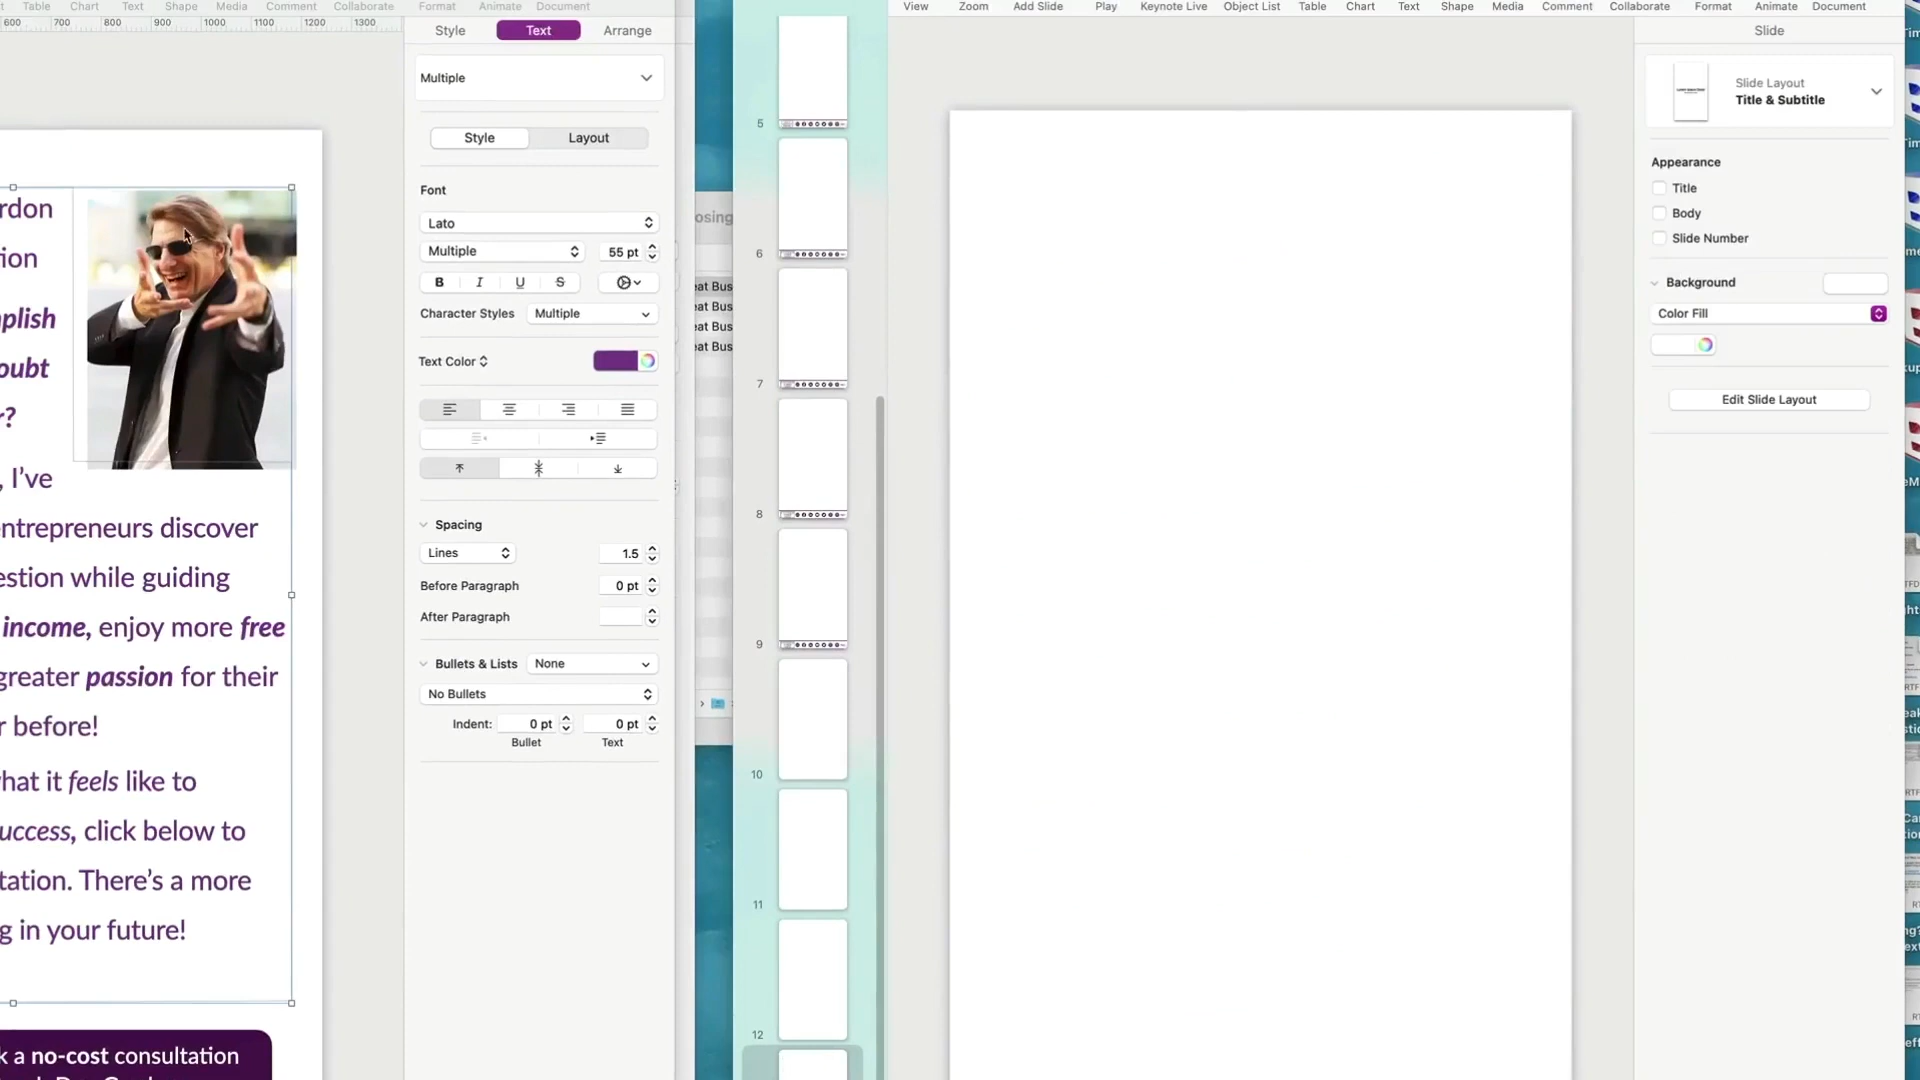 t Table Chart Text Shape Media Comment Collaborate Format Animate Document
600 700 800 900 1000 1100 1200 1300
Style Text Arrange
Multiple
Style Layout
Font
Lato
Multiple 55 pt
B I U S
Character Styles Multiple
Text Color
Spacing
Lines 1.5
Before Paragraph 0 pt
After Paragraph
Bullets & Lists None
No Bullets
Indent: 0 pt 0 pt
Bullet Text
rdon
ion
plish
oubt
r?
, I've
entrepreneurs discover
estion while guiding
income, enjoy more free
greater passion for their
r before!
hat it feels like to
uccess, click below to
tation. There's a more
g in your future!
k a no-cost consultation
osing
eat Bus
eat Bus
eat Bus
eat Bus
5
6
7
8
9
10
11
12
View Zoom Add Slide Play Keynote Live Object List Table Chart Text Shape Media Comment Collaborate Format Animate Document
Slide
Slide Layout
Title & Subtitle
Appearance
Title
Body
Slide Number
Background
Color Fill
Edit Slide Layout